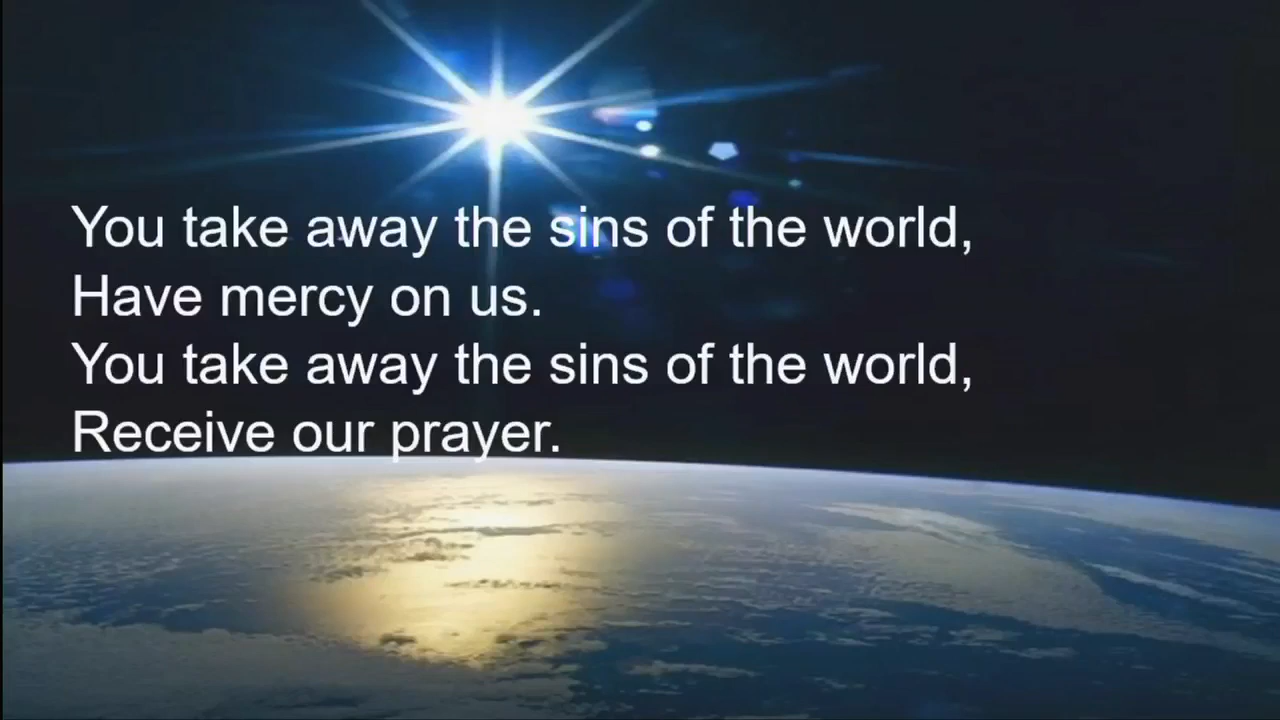 You take away the sins of the world,
Have mercy on us.
You take away the sins of the world,
Receive our prayer.